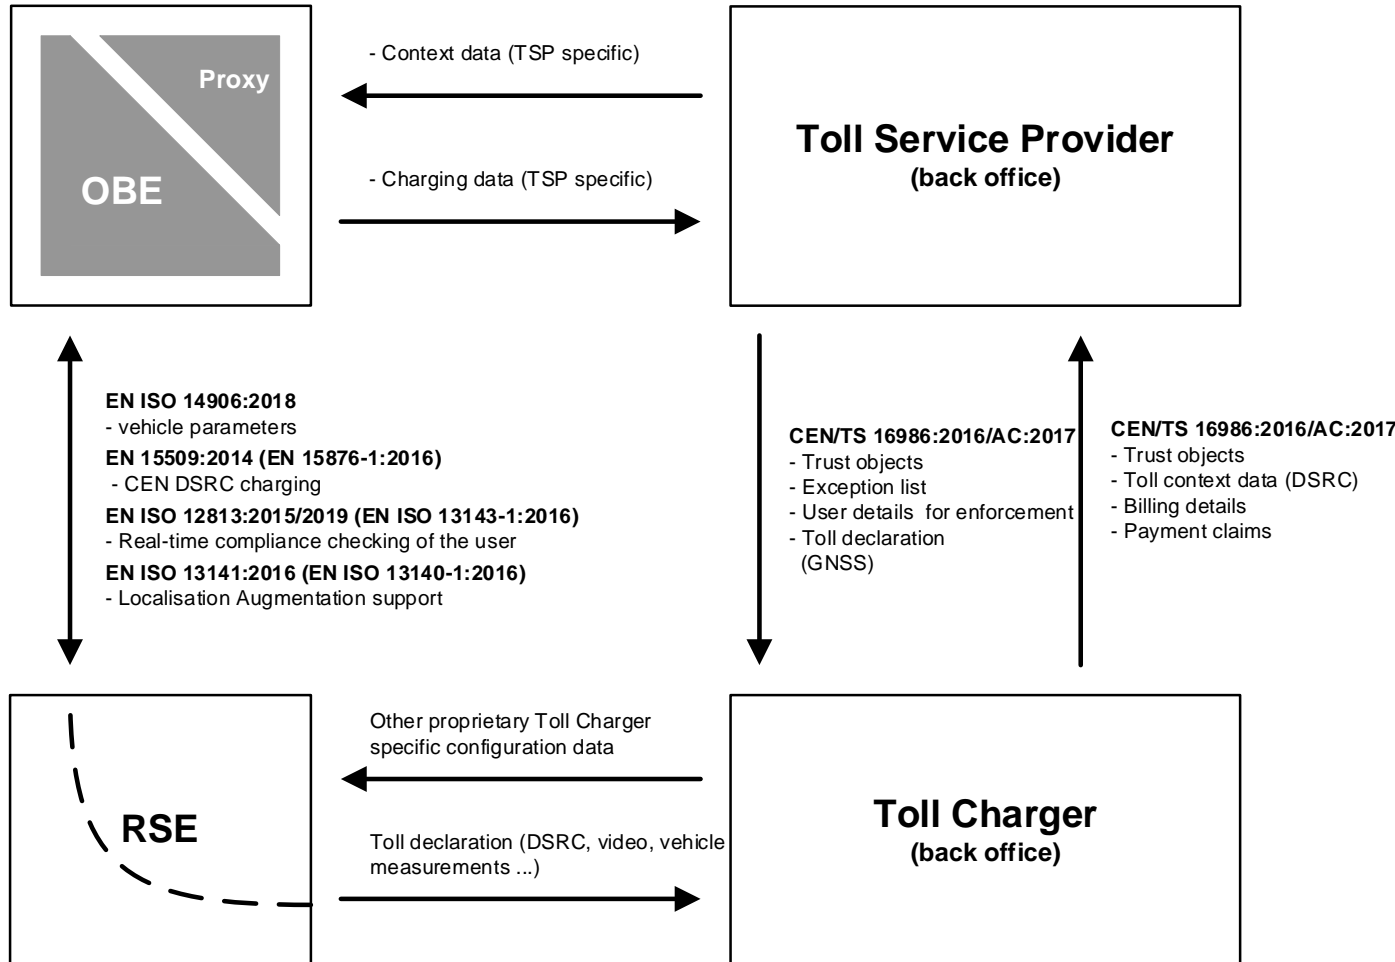 Proxy
OBE
- Context data (TSP specific)
- Charging data (TSP specific)
Toll Service Provider
(back office)
EN ISO 14906:2018
- vehicle parameters
EN 15509:2014 (EN 15876-1:2016)
- CEN DSRC charging
EN ISO 12813:2015/2019 (EN ISO 13143-1:2016)
- Real-time compliance checking of the user
EN ISO 13141:2016 (EN ISO 13140-1:2016)
- Localisation Augmentation support
CEN/TS 16986:2016/AC:2017
- Trust objects
- Exception list
- User details for enforcement
- Toll declaration
(GNSS)
CEN/TS 16986:2016/AC:2017
- Trust objects
- Toll context data (DSRC)
- Billing details
- Payment claims
RSE
Other proprietary Toll Charger
specific configuration data
Toll declaration (DSRC, video, vehicle
measurements ...)
Toll Charger
(back office)